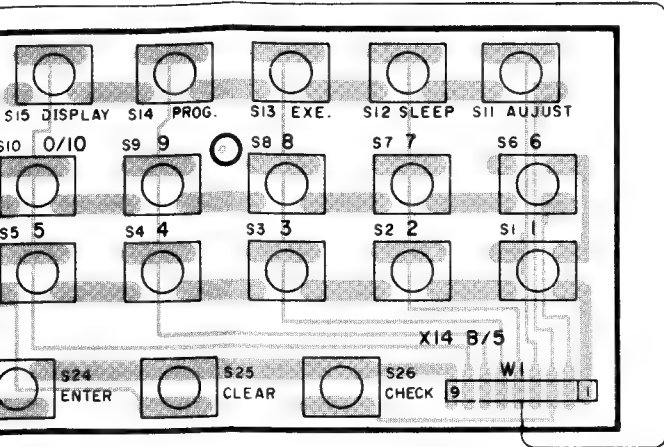 S15 DISPLAY S14 PROG. S13 EXE. S12 SLEEP S11 AUJUST
S10 0/10 S9 9 S8 8 S7 7 S6 6
S5 5 S4 4 S3 3 S2 2 S1 1
X14 B/5
S24 ENTER S25 CLEAR S26 CHECK W1 9 1